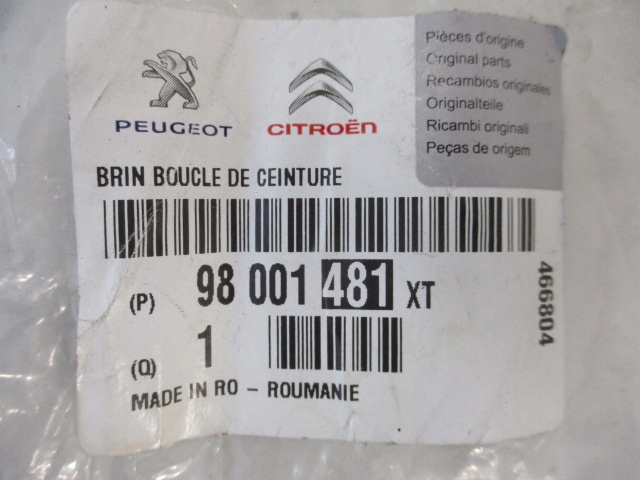 PEUGEOT
CITROËN
Pièces d'origine
Original parts
Recambios originales
Originalteile
Ricambi originali
Peças de origem
BRIN BOUCLE DE CEINTURE
(P) 98 001 481 XT
466804
(Q) 1
MADE IN RO - ROUMANIE